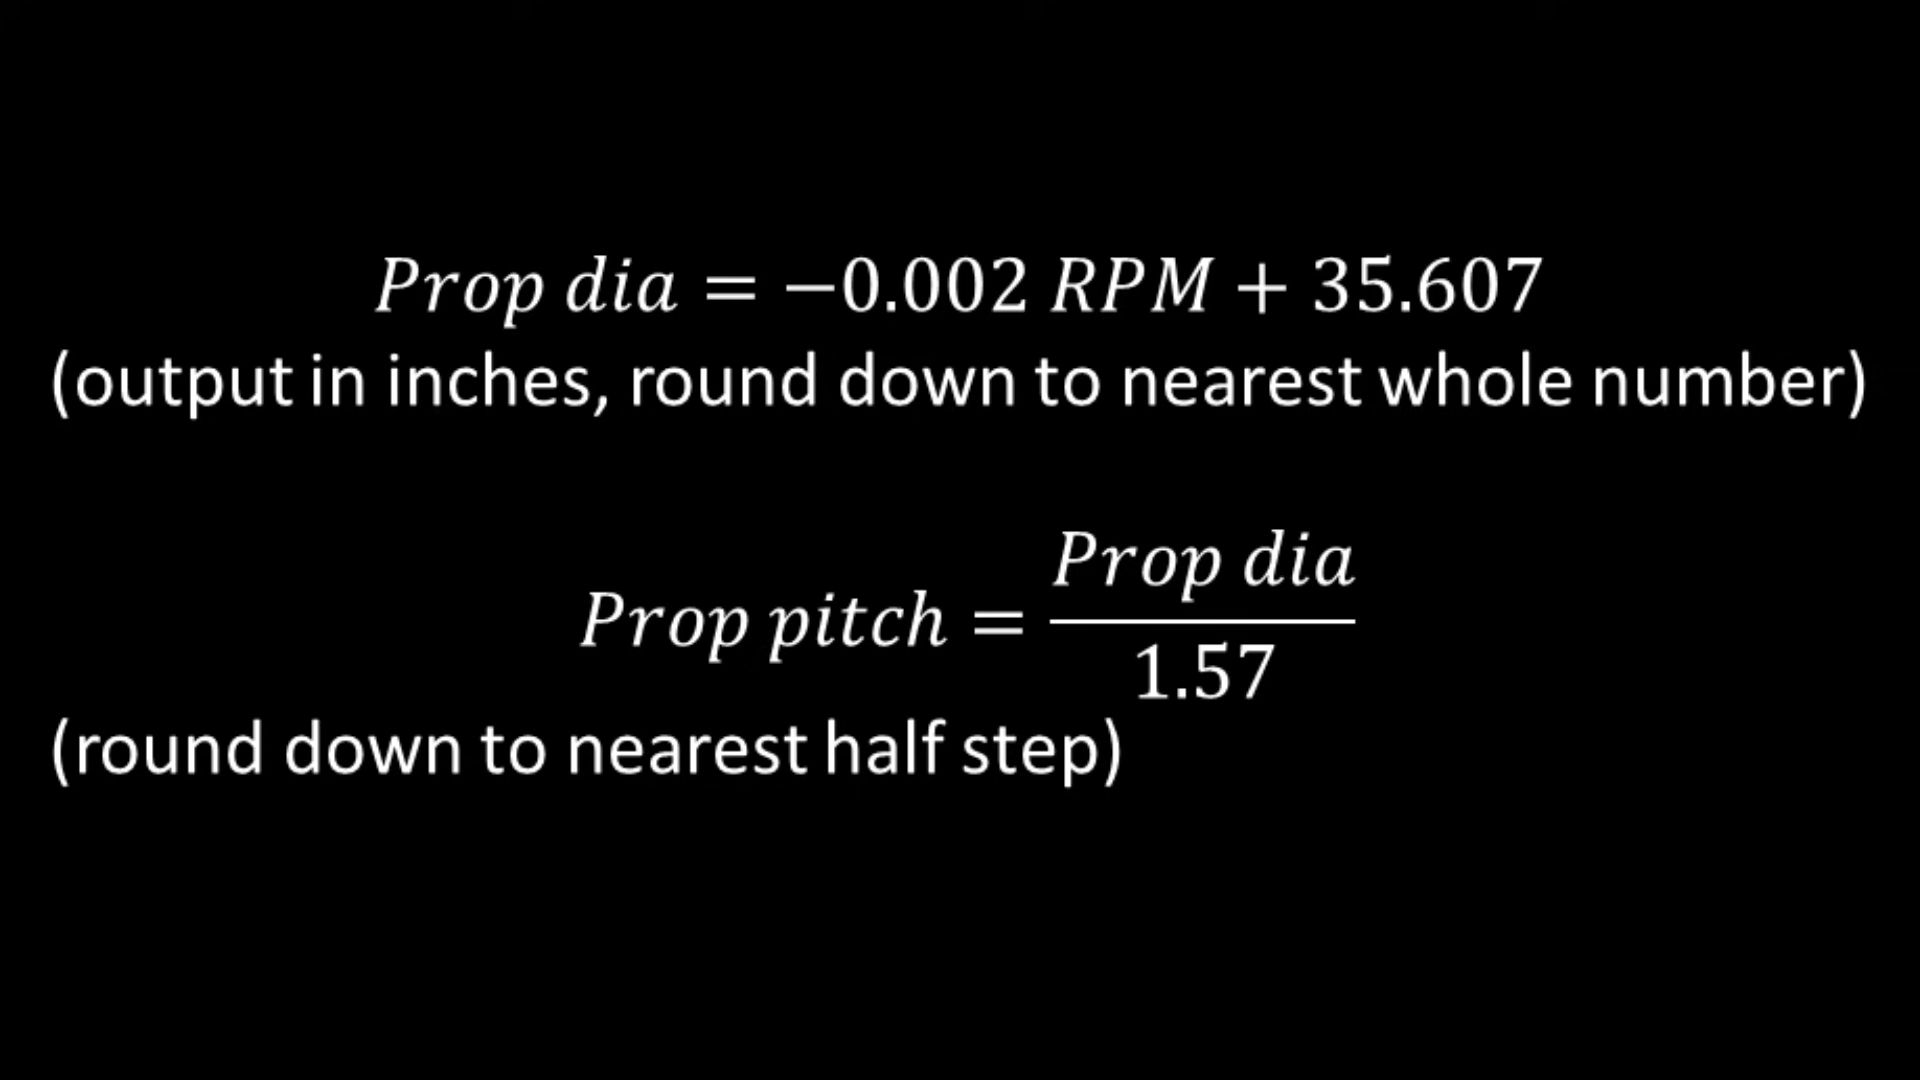 Prop dia = −0.002 RPM + 35.607
(output in inches, round down to nearest whole number)
Prop pitch = Prop dia / 1.57
(round down to nearest half step)